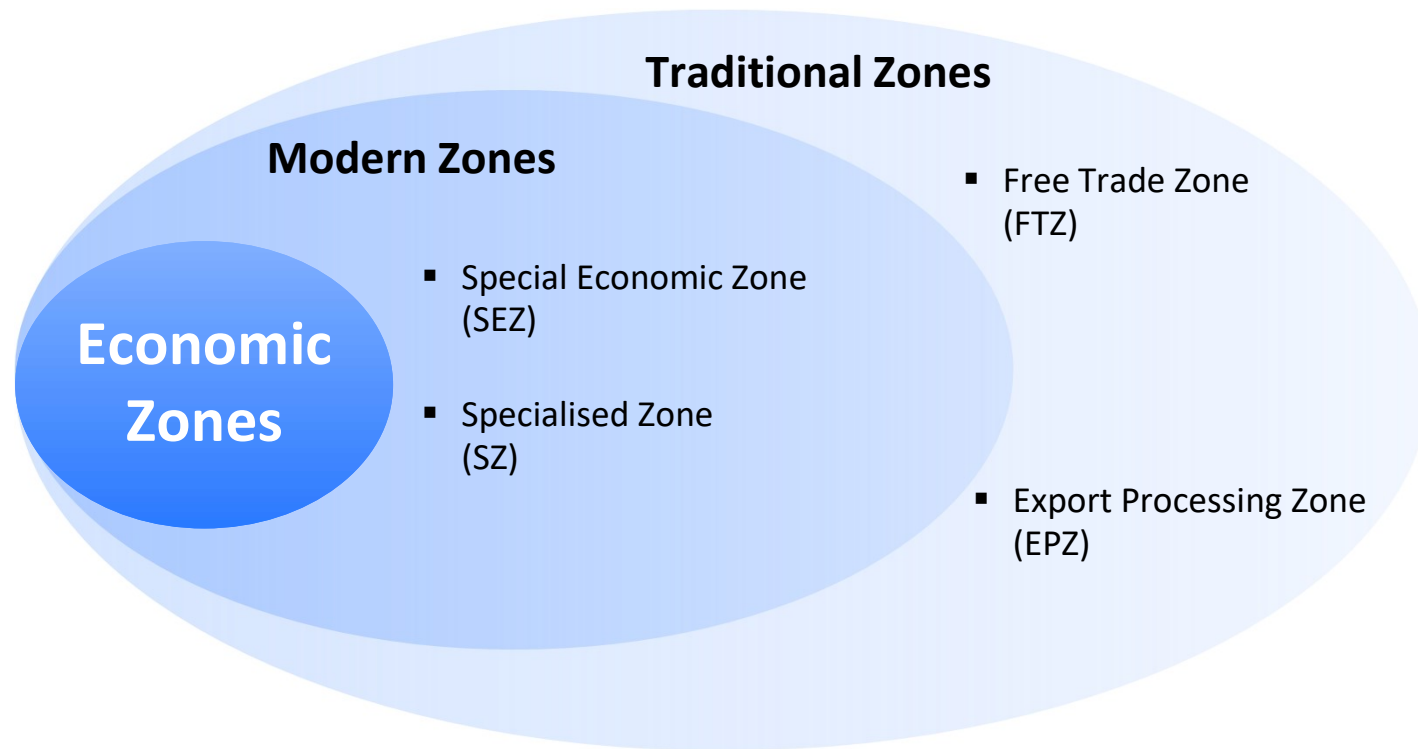 Traditional Zones
Modern Zones
▪ Free Trade Zone
(FTZ)
▪ Special Economic Zone
(SEZ)
Economic
Zones
▪ Specialised Zone
(SZ)
▪ Export Processing Zone
(EPZ)